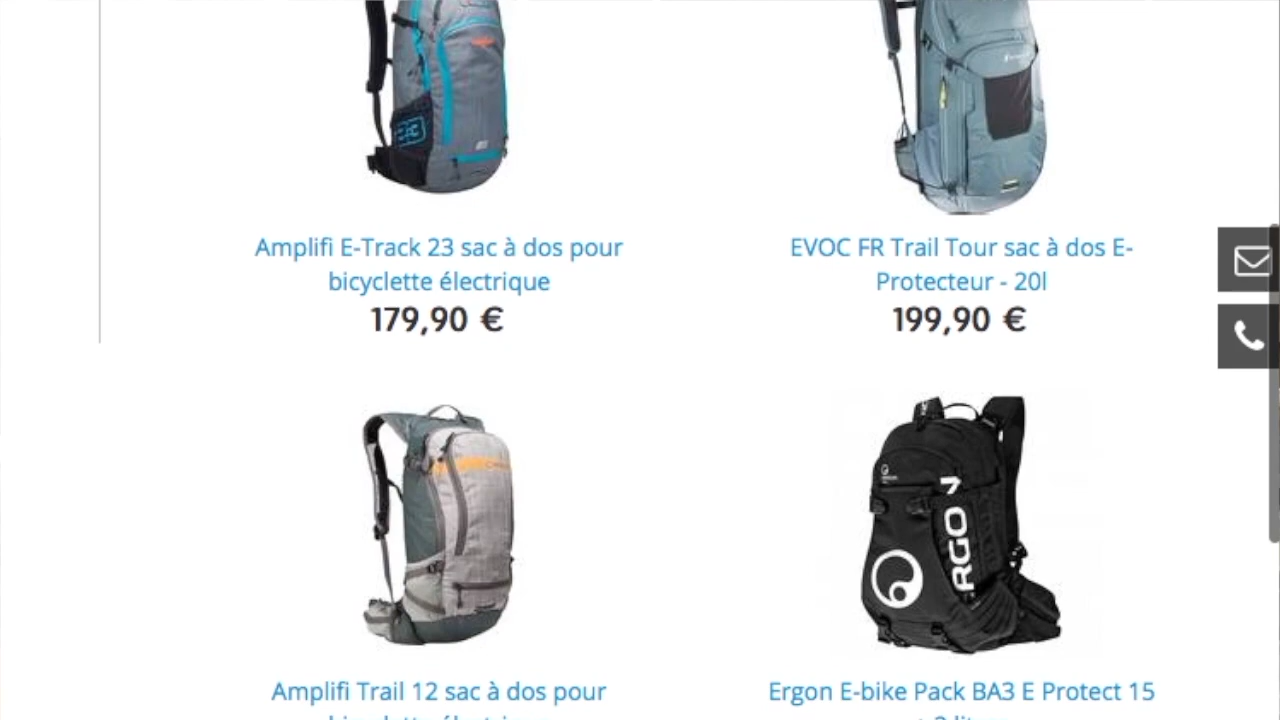 Amplifi E-Track 23 sac à dos pour
bicyclette électrique
179,90 €
EVOC FR Trail Tour sac à dos E-
Protecteur - 20l
199,90 €
RGON
Amplifi Trail 12 sac à dos pour
Ergon E-bike Pack BA3 E Protect 15